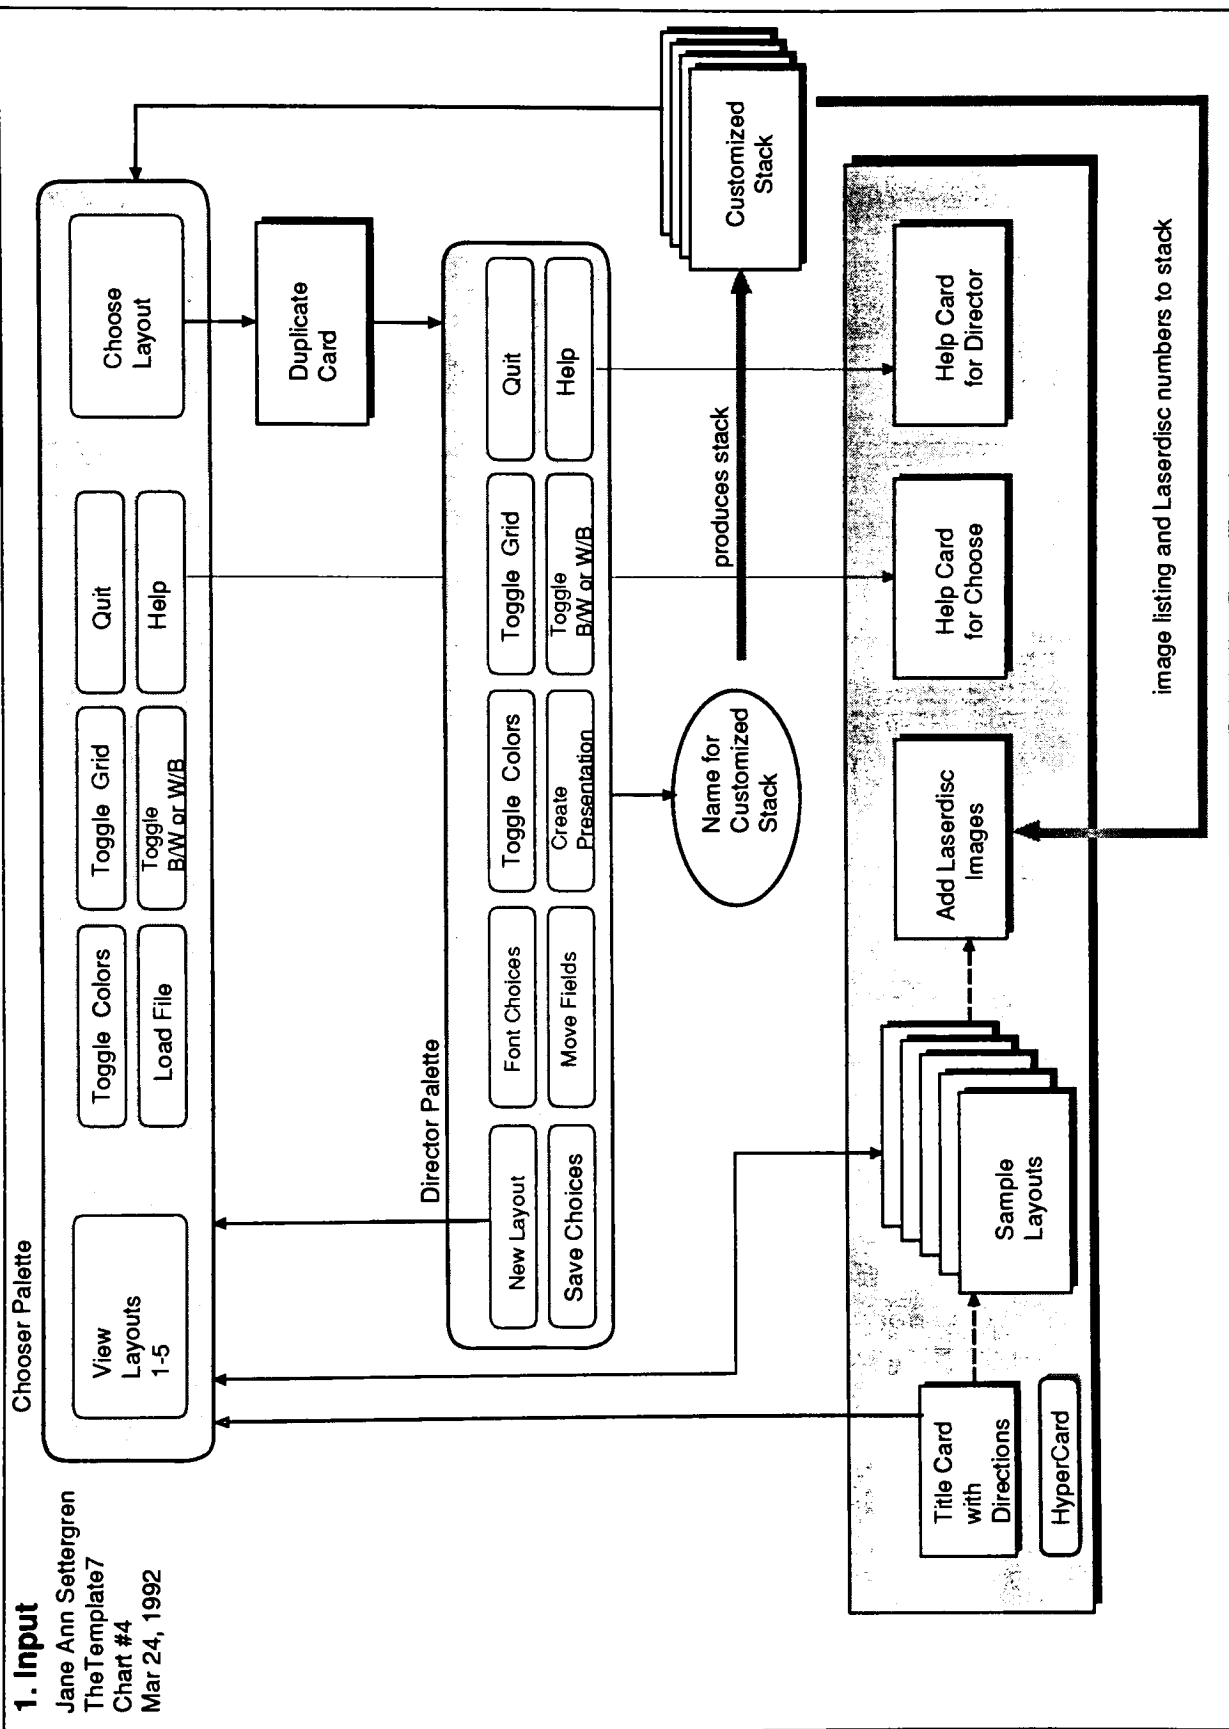 1. Input
Jane Ann Settergren
TheTemplate7
Chart #4
Mar 24, 1992
Chooser Palette
View
Layouts
1-5
Toggle Colors
Load File
Toggle Grid
Toggle
B/W or W/B
Quit
Help
Choose
Layout
Duplicate
Card
Director Palette
New Layout
Save Choices
Font Choices
Move Fields
Toggle Colors
Create
Presentation
Toggle Grid
Toggle
B/W or W/B
Quit
Help
Name for
Customized
Stack
produces stack
Customized
Stack
Title Card
with
Directions
HyperCard
Sample
Layouts
Add Laserdisc
Images
Help Card
for Choose
Help Card
for Director
image listing and Laserdisc numbers to stack